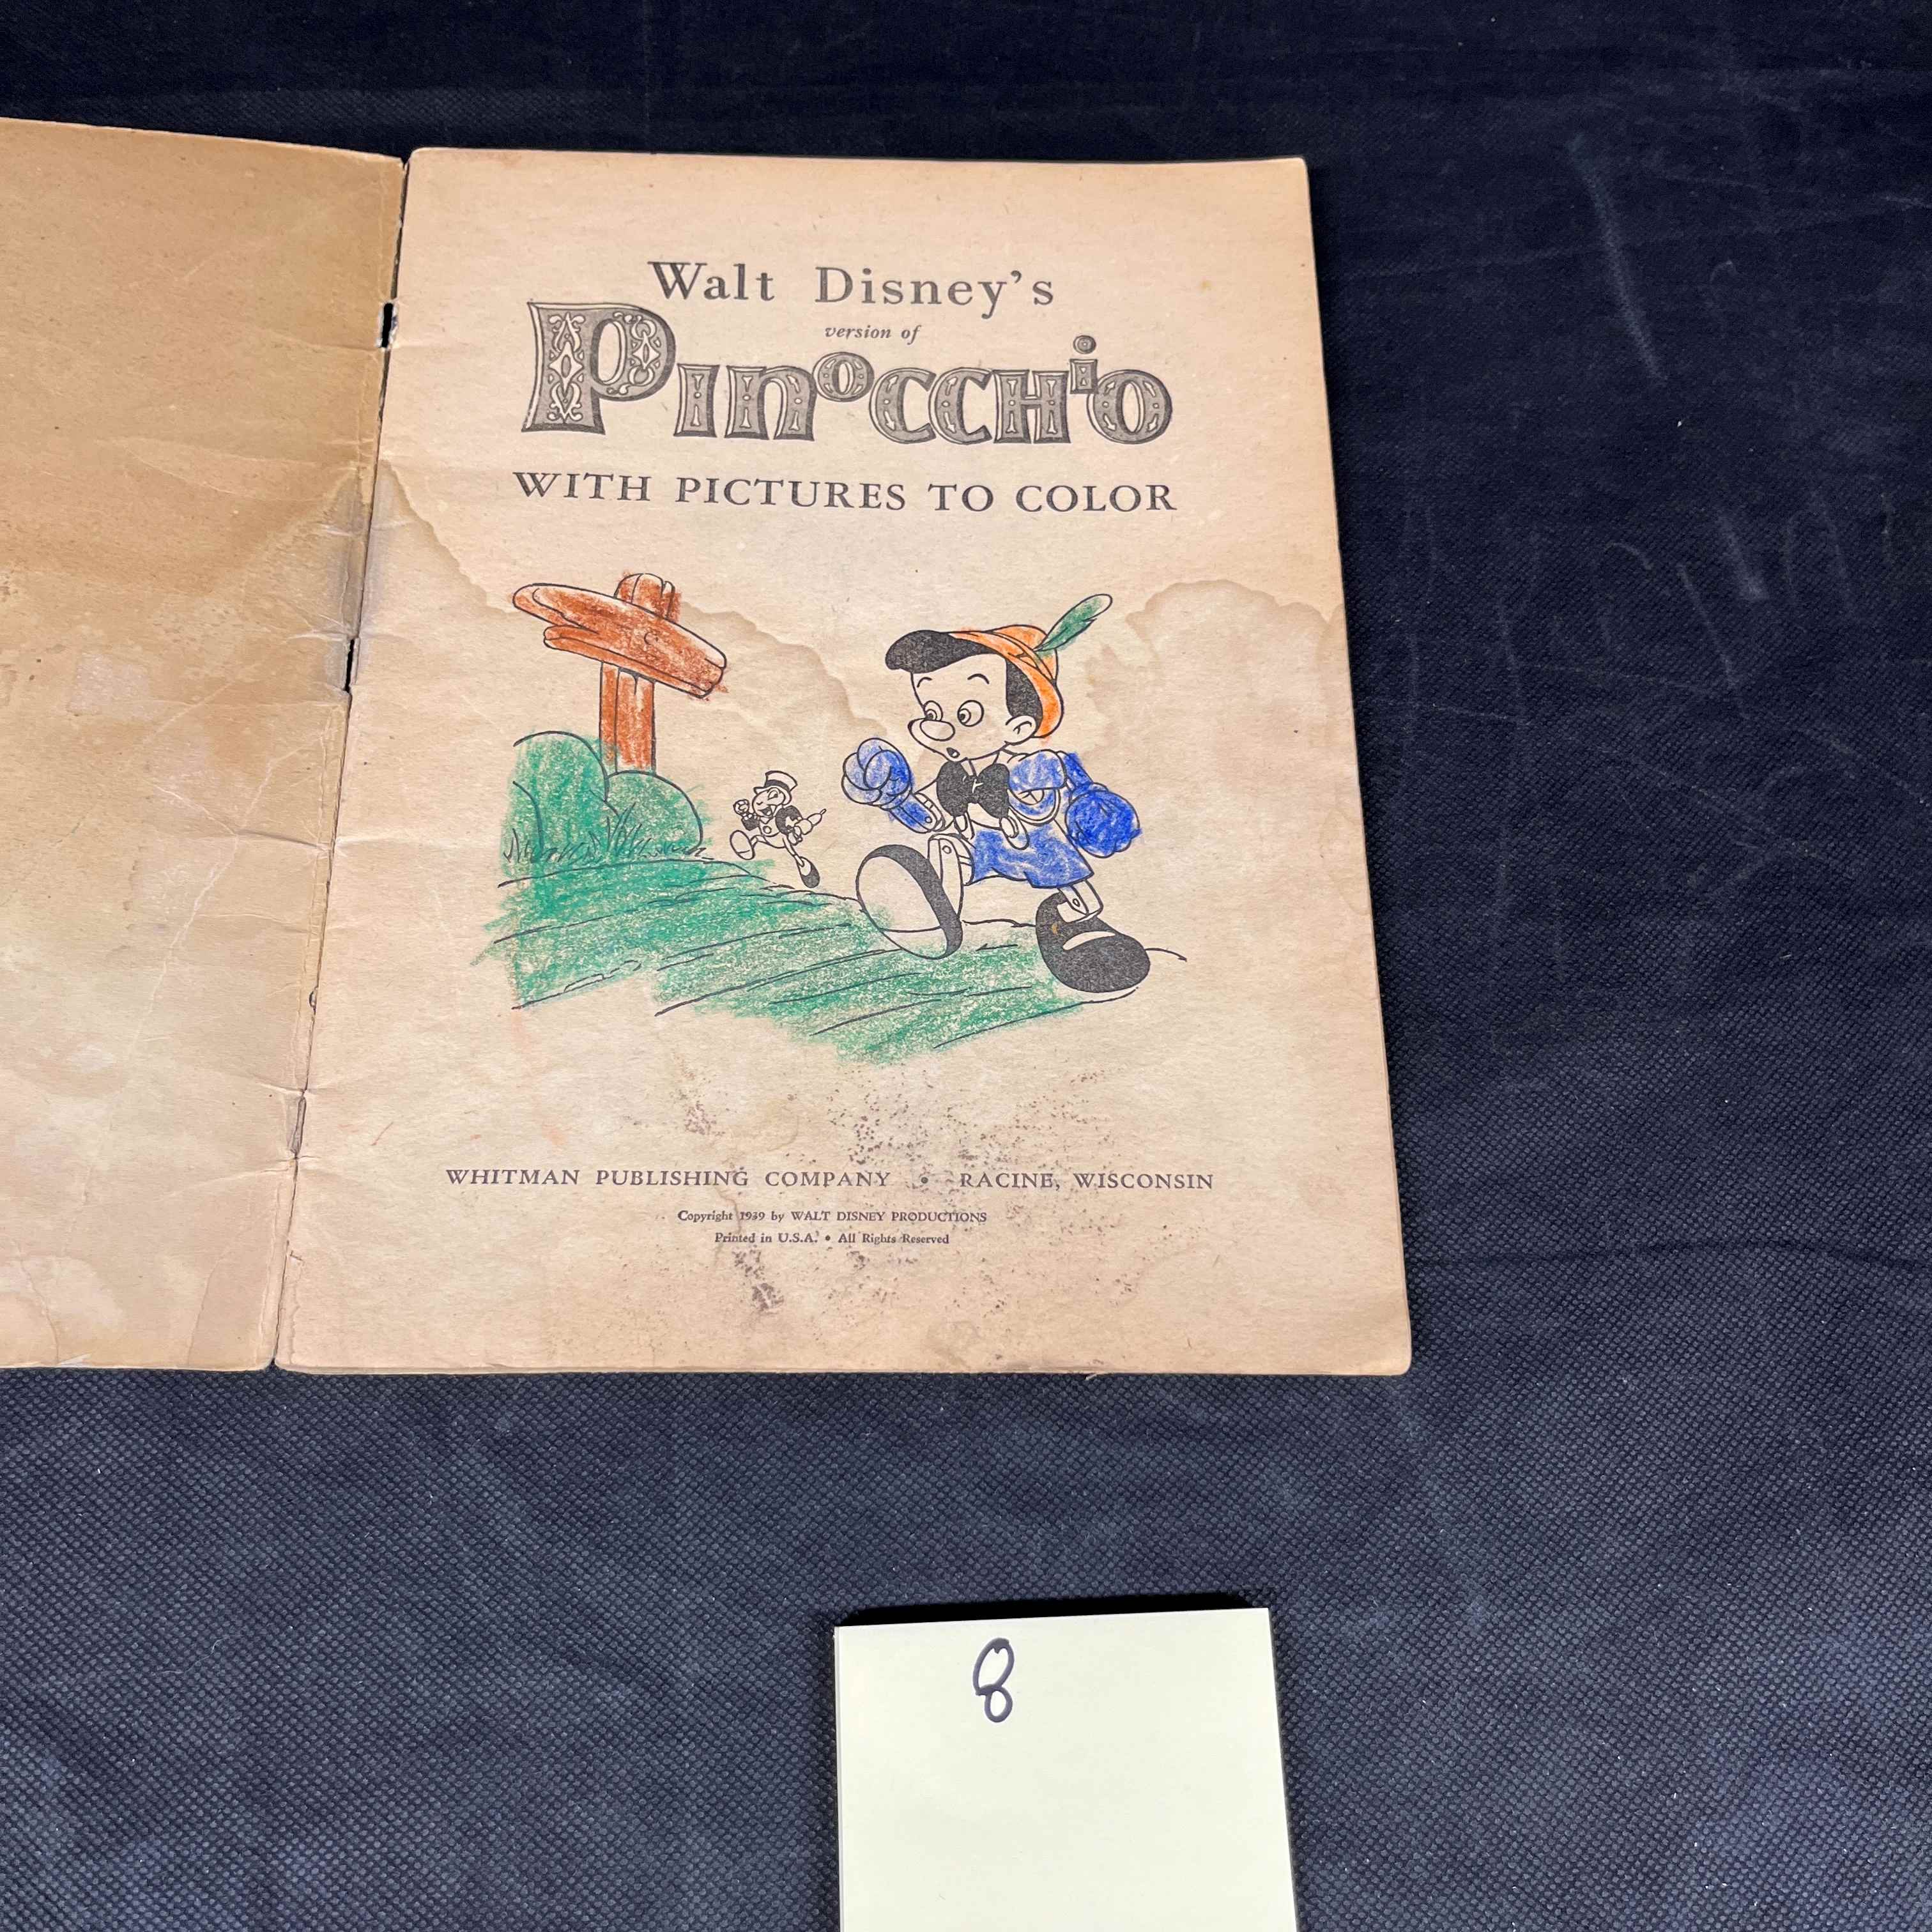 Walt Disney's
version of
PINOCCHIO
WITH PICTURES TO COLOR
WHITMAN PUBLISHING COMPANY • RACINE, WISCONSIN
Copyright 1939 by WALT DISNEY PRODUCTIONS
Printed in U.S.A. • All Rights Reserved
8